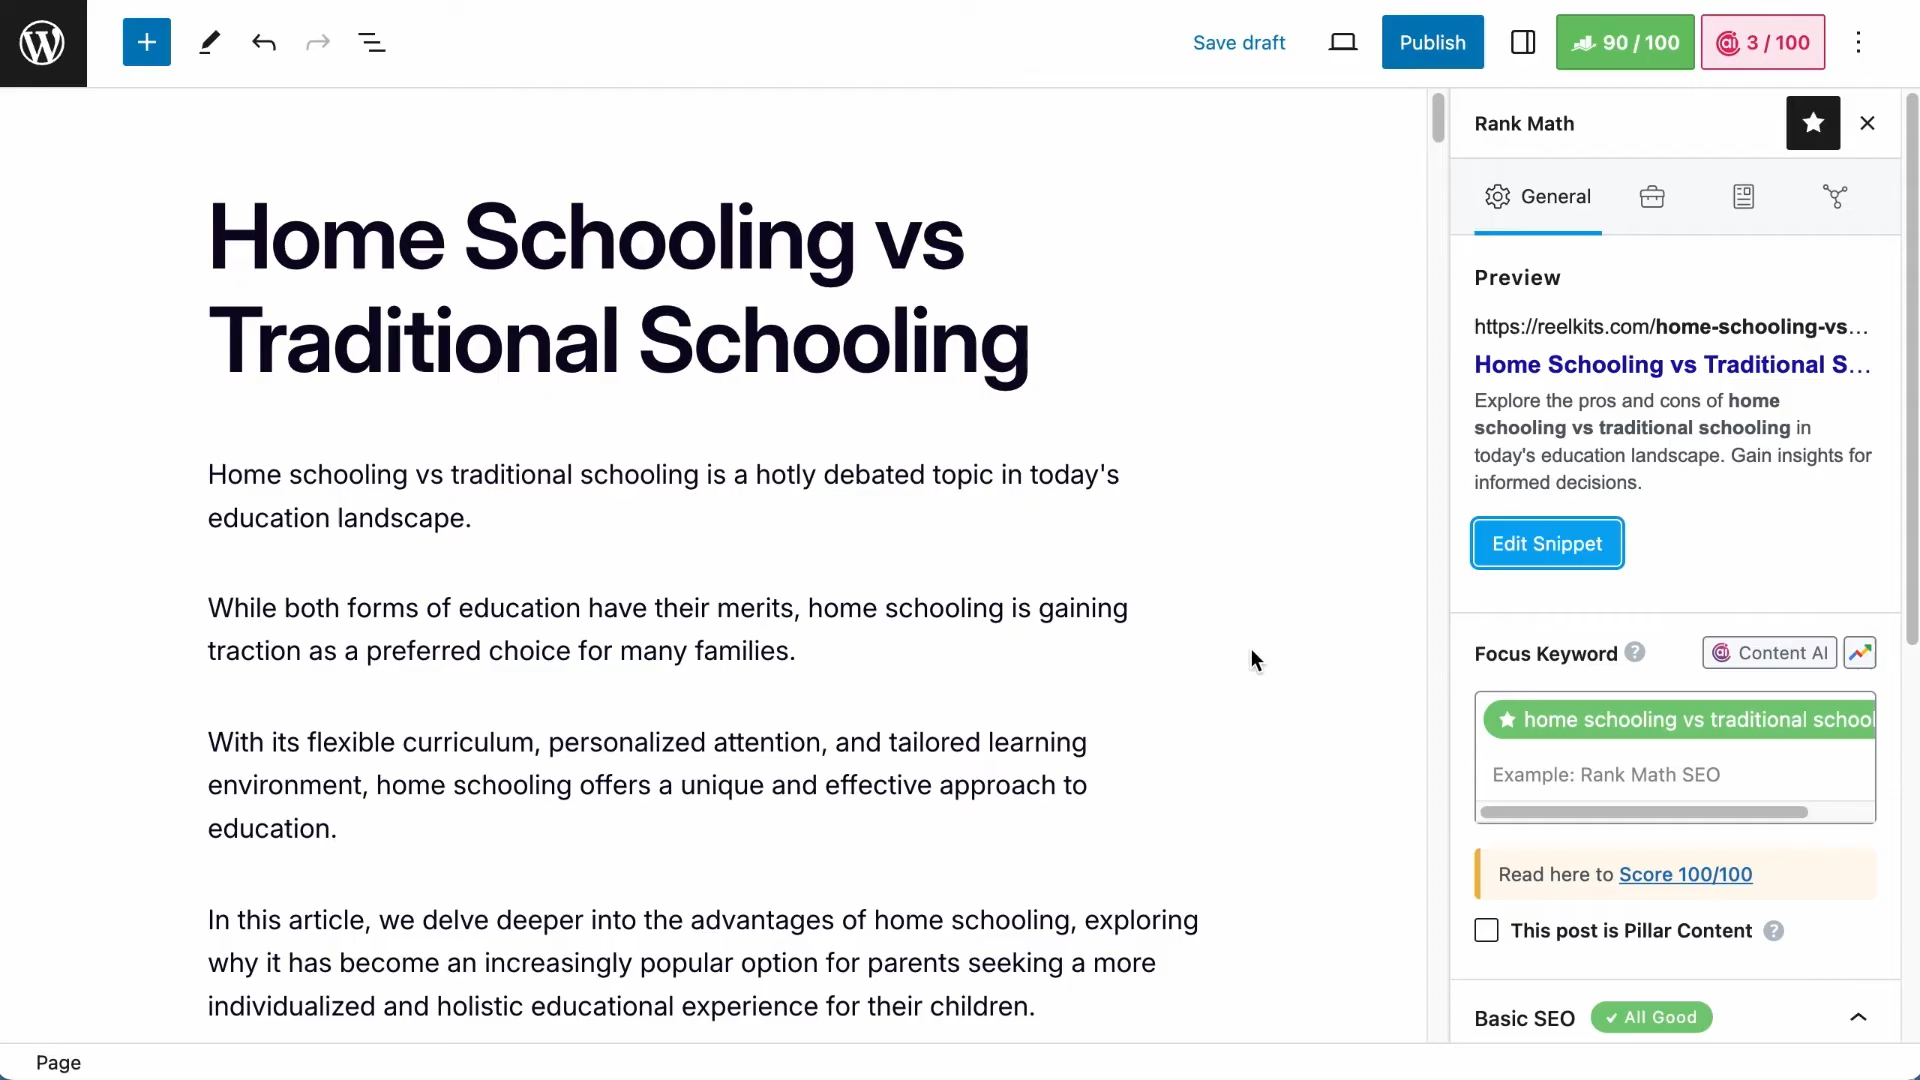 Save draft
Publish
90 / 100
3 / 100
Home Schooling vs
Traditional Schooling
Home schooling vs traditional schooling is a hotly debated topic in today's
education landscape.
While both forms of education have their merits, home schooling is gaining
traction as a preferred choice for many families.
With its flexible curriculum, personalized attention, and tailored learning
environment, home schooling offers a unique and effective approach to
education.
In this article, we delve deeper into the advantages of home schooling, exploring
why it has become an increasingly popular option for parents seeking a more
individualized and holistic educational experience for their children.
Page
Rank Math
General
Preview
https://reelkits.com/home-schooling-vs...
Home Schooling vs Traditional S...
Explore the pros and cons of home
schooling vs traditional schooling in
today's education landscape. Gain insights for
informed decisions.
Edit Snippet
Focus Keyword
Content AI
home schooling vs traditional school
Example: Rank Math SEO
Read here to Score 100/100
This post is Pillar Content
Basic SEO
All Good